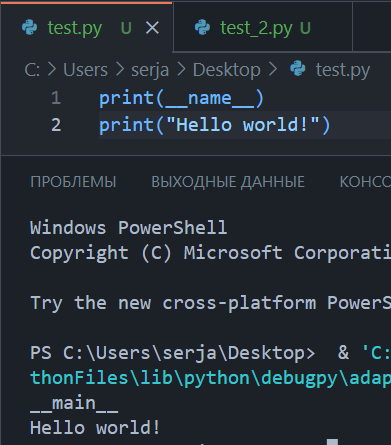 test.py U × test_2.py U
C: > Users > serja > Desktop > test.py
1 print(__name__)
2 print("Hello world!")
ПРОБЛЕМЫ ВЫХОДНЫЕ ДАННЫЕ КОНСО
Windows PowerShell
Copyright (C) Microsoft Corporati
Try the new cross-platform PowerS
PS C:\Users\serja\Desktop>  & 'C:
thonFiles\lib\python\debugpy\adap
__main__
Hello world!